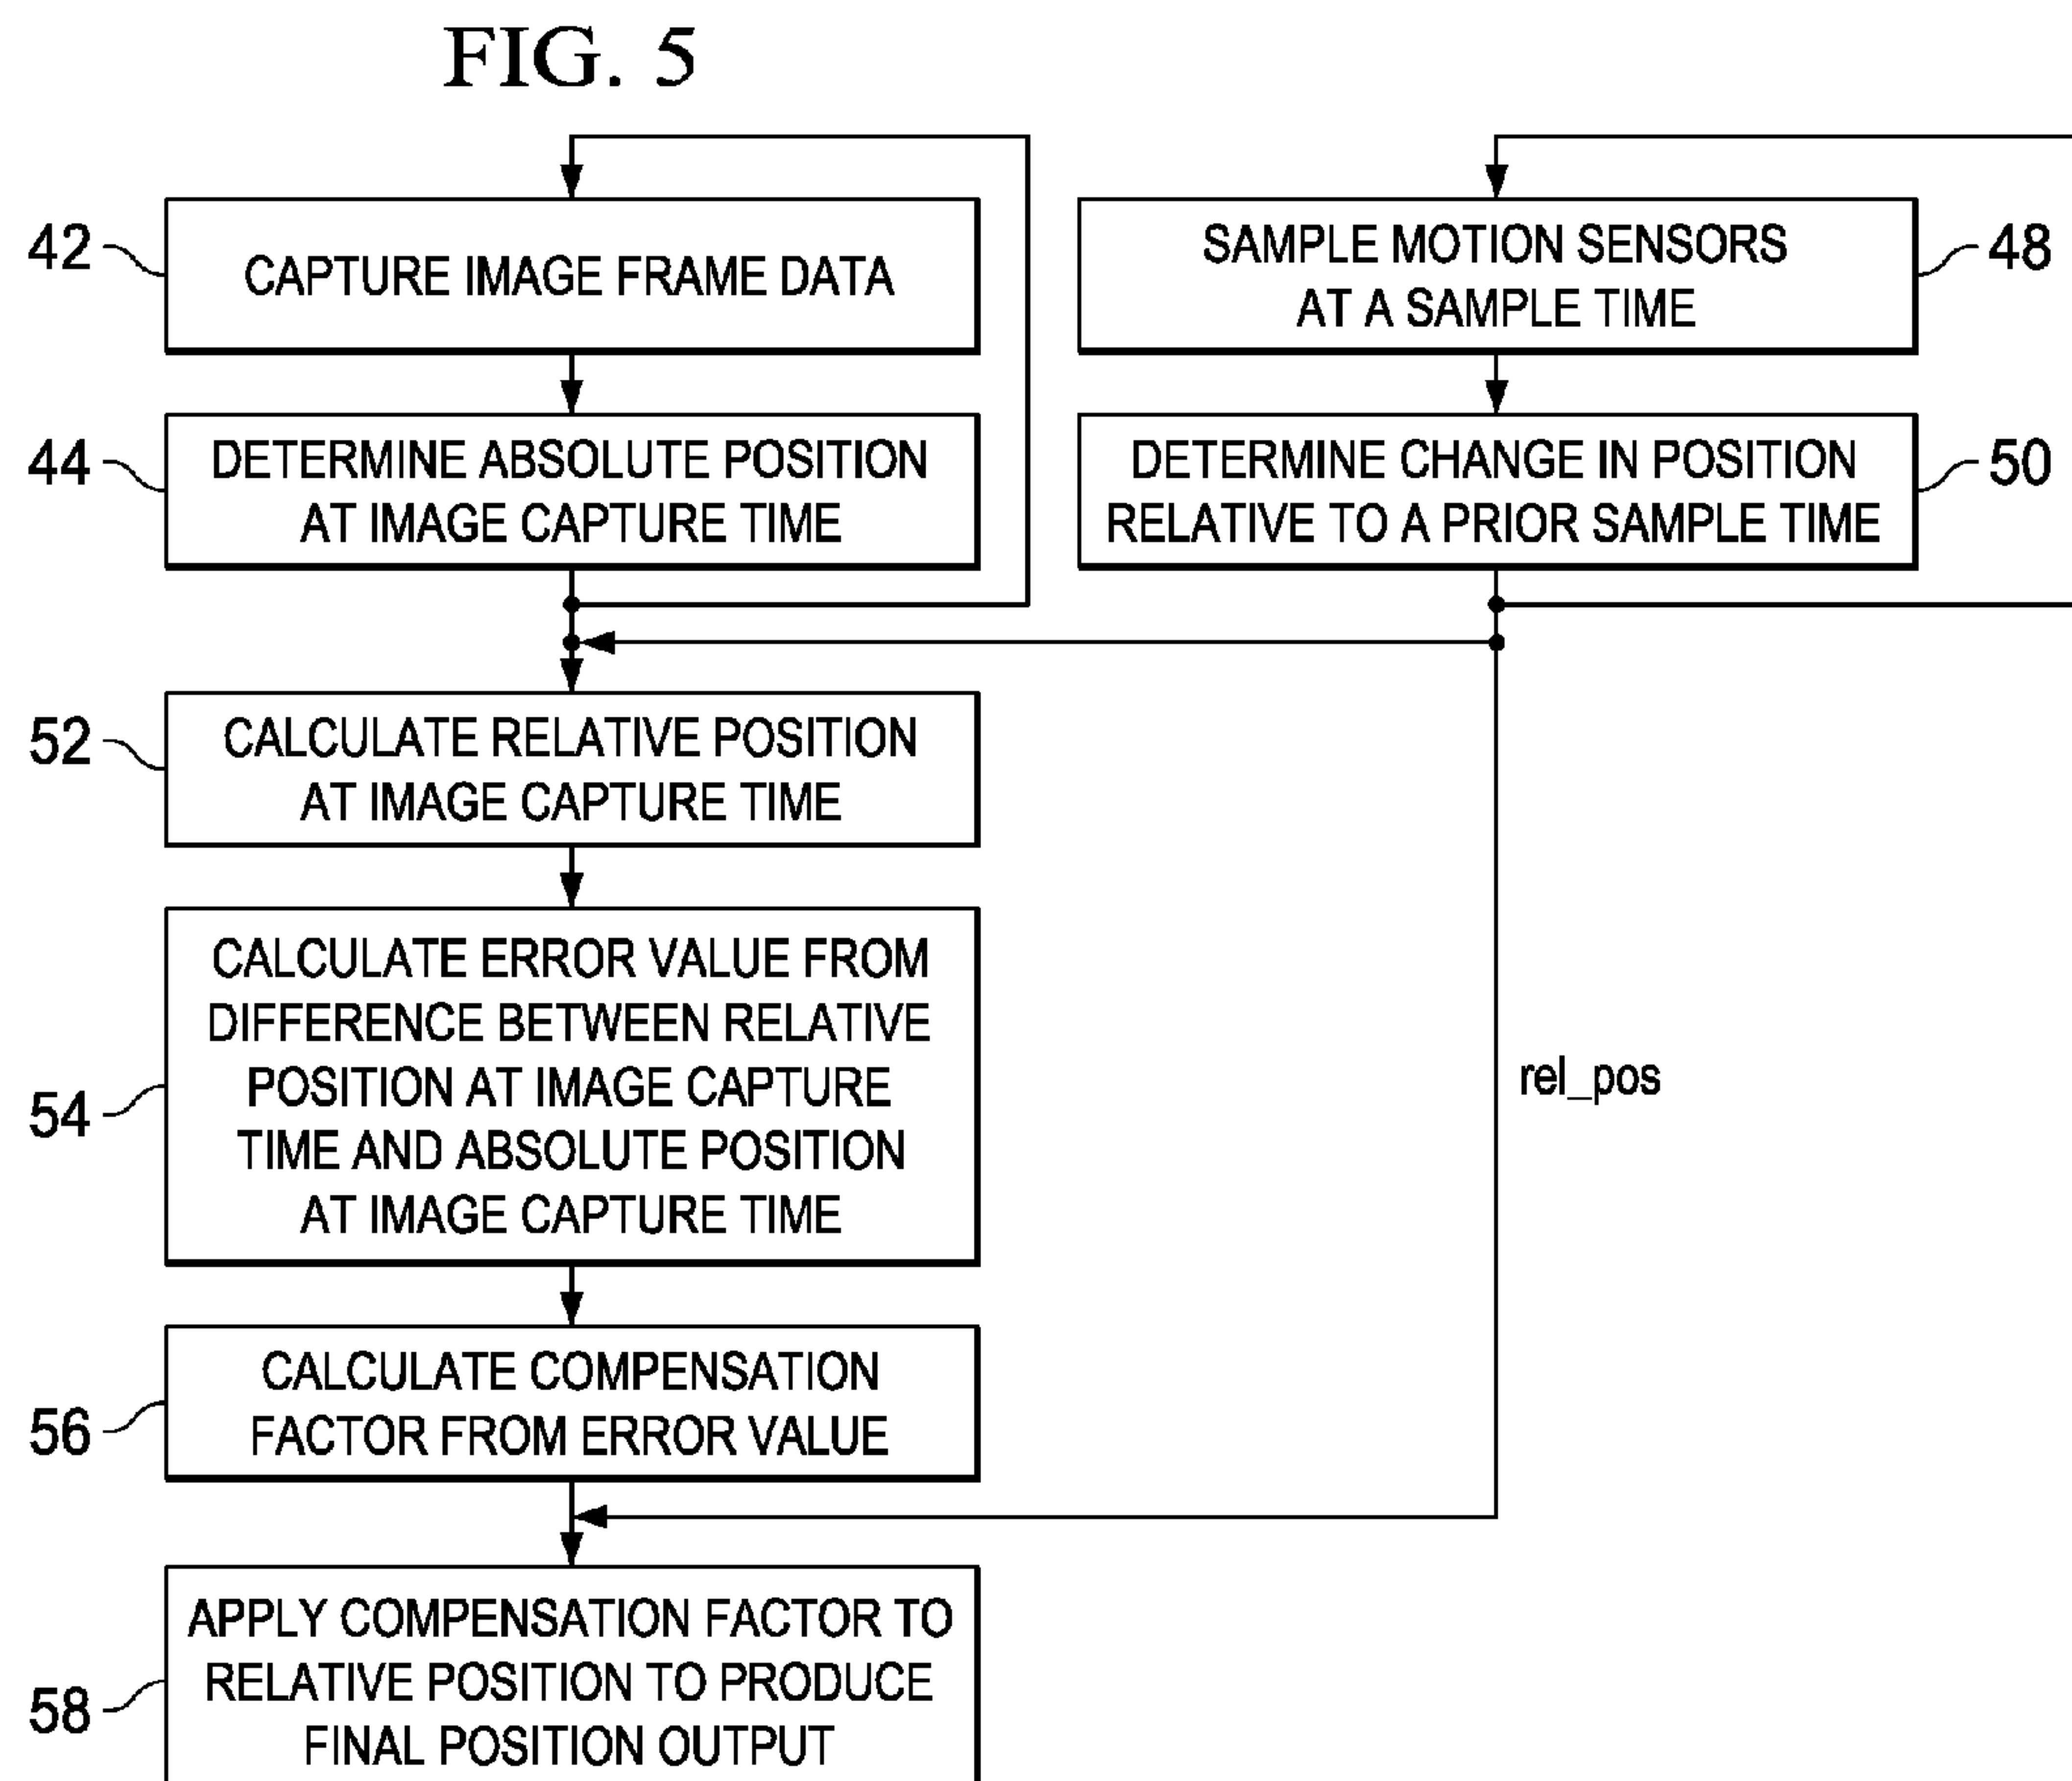 FIG. 5
42
CAPTURE IMAGE FRAME DATA
44
DETERMINE ABSOLUTE POSITION
AT IMAGE CAPTURE TIME
SAMPLE MOTION SENSORS
AT A SAMPLE TIME
48
DETERMINE CHANGE IN POSITION
RELATIVE TO A PRIOR SAMPLE TIME
50
52
CALCULATE RELATIVE POSITION
AT IMAGE CAPTURE TIME
54
CALCULATE ERROR VALUE FROM
DIFFERENCE BETWEEN RELATIVE
POSITION AT IMAGE CAPTURE
TIME AND ABSOLUTE POSITION
AT IMAGE CAPTURE TIME
rel_pos
56
CALCULATE COMPENSATION
FACTOR FROM ERROR VALUE
58
APPLY COMPENSATION FACTOR TO
RELATIVE POSITION TO PRODUCE
FINAL POSITION OUTPUT